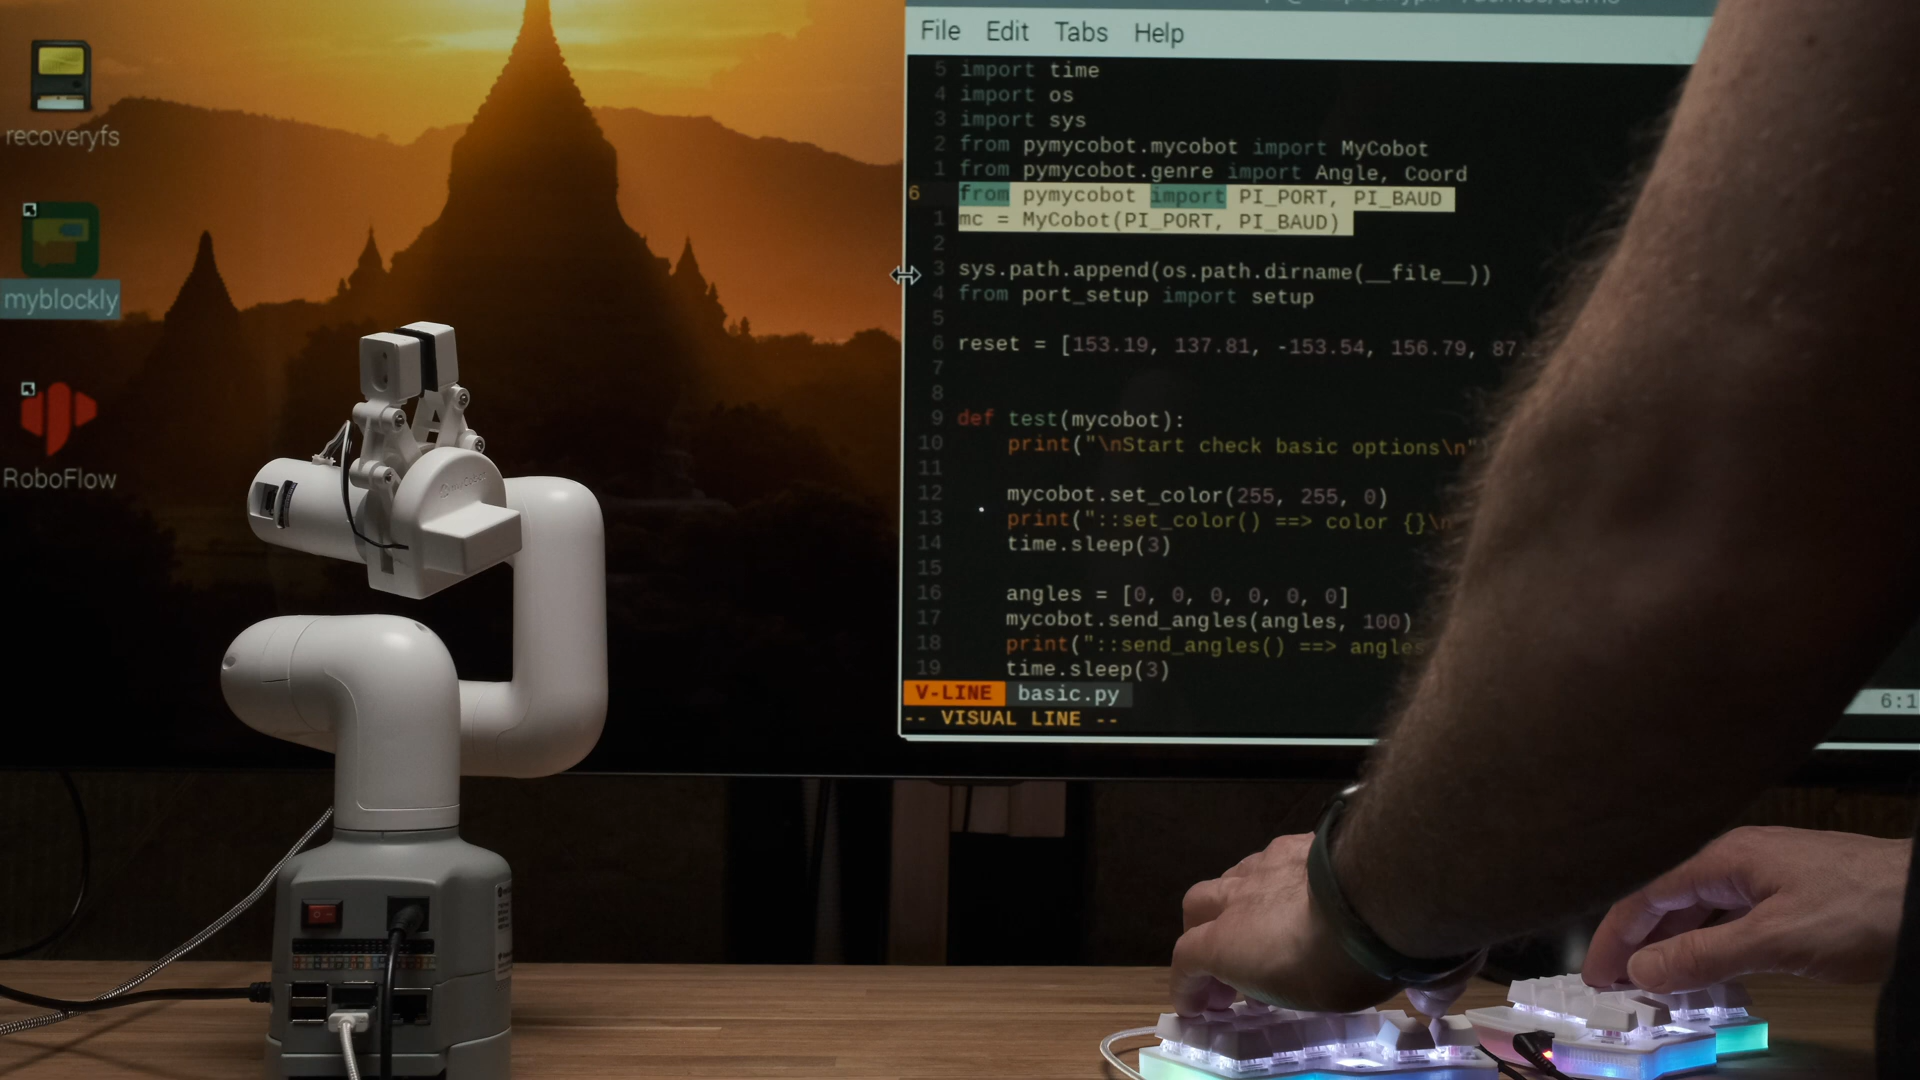 recoveryfs
myblockly
RoboFlow
File Edit Tabs Help
5 import time
4 import os
3 import sys
2 from pymycobot.mycobot import MyCobot
1 from pymycobot.genre import Angle, Coord
6 from pymycobot import PI_PORT, PI_BAUD
1 mc = MyCobot(PI_PORT, PI_BAUD)
2
3 sys.path.append(os.path.dirname(__file__))
4 from port_setup import setup
5
6 reset = [153.19, 137.81, -153.54, 156.79, 87.
7
8
9 def test(mycobot):
10 print("\nStart check basic options\n")
11
12 mycobot.set_color(255, 255, 0)
13 print("::set_color() ==> color {}\n
14 time.sleep(3)
15
16 angles = [0, 0, 0, 0, 0, 0]
17 mycobot.send_angles(angles, 100)
18 print("::send_angles() ==> angles
19 time.sleep(3)
V-LINE basic.py
6:1
-- VISUAL LINE --